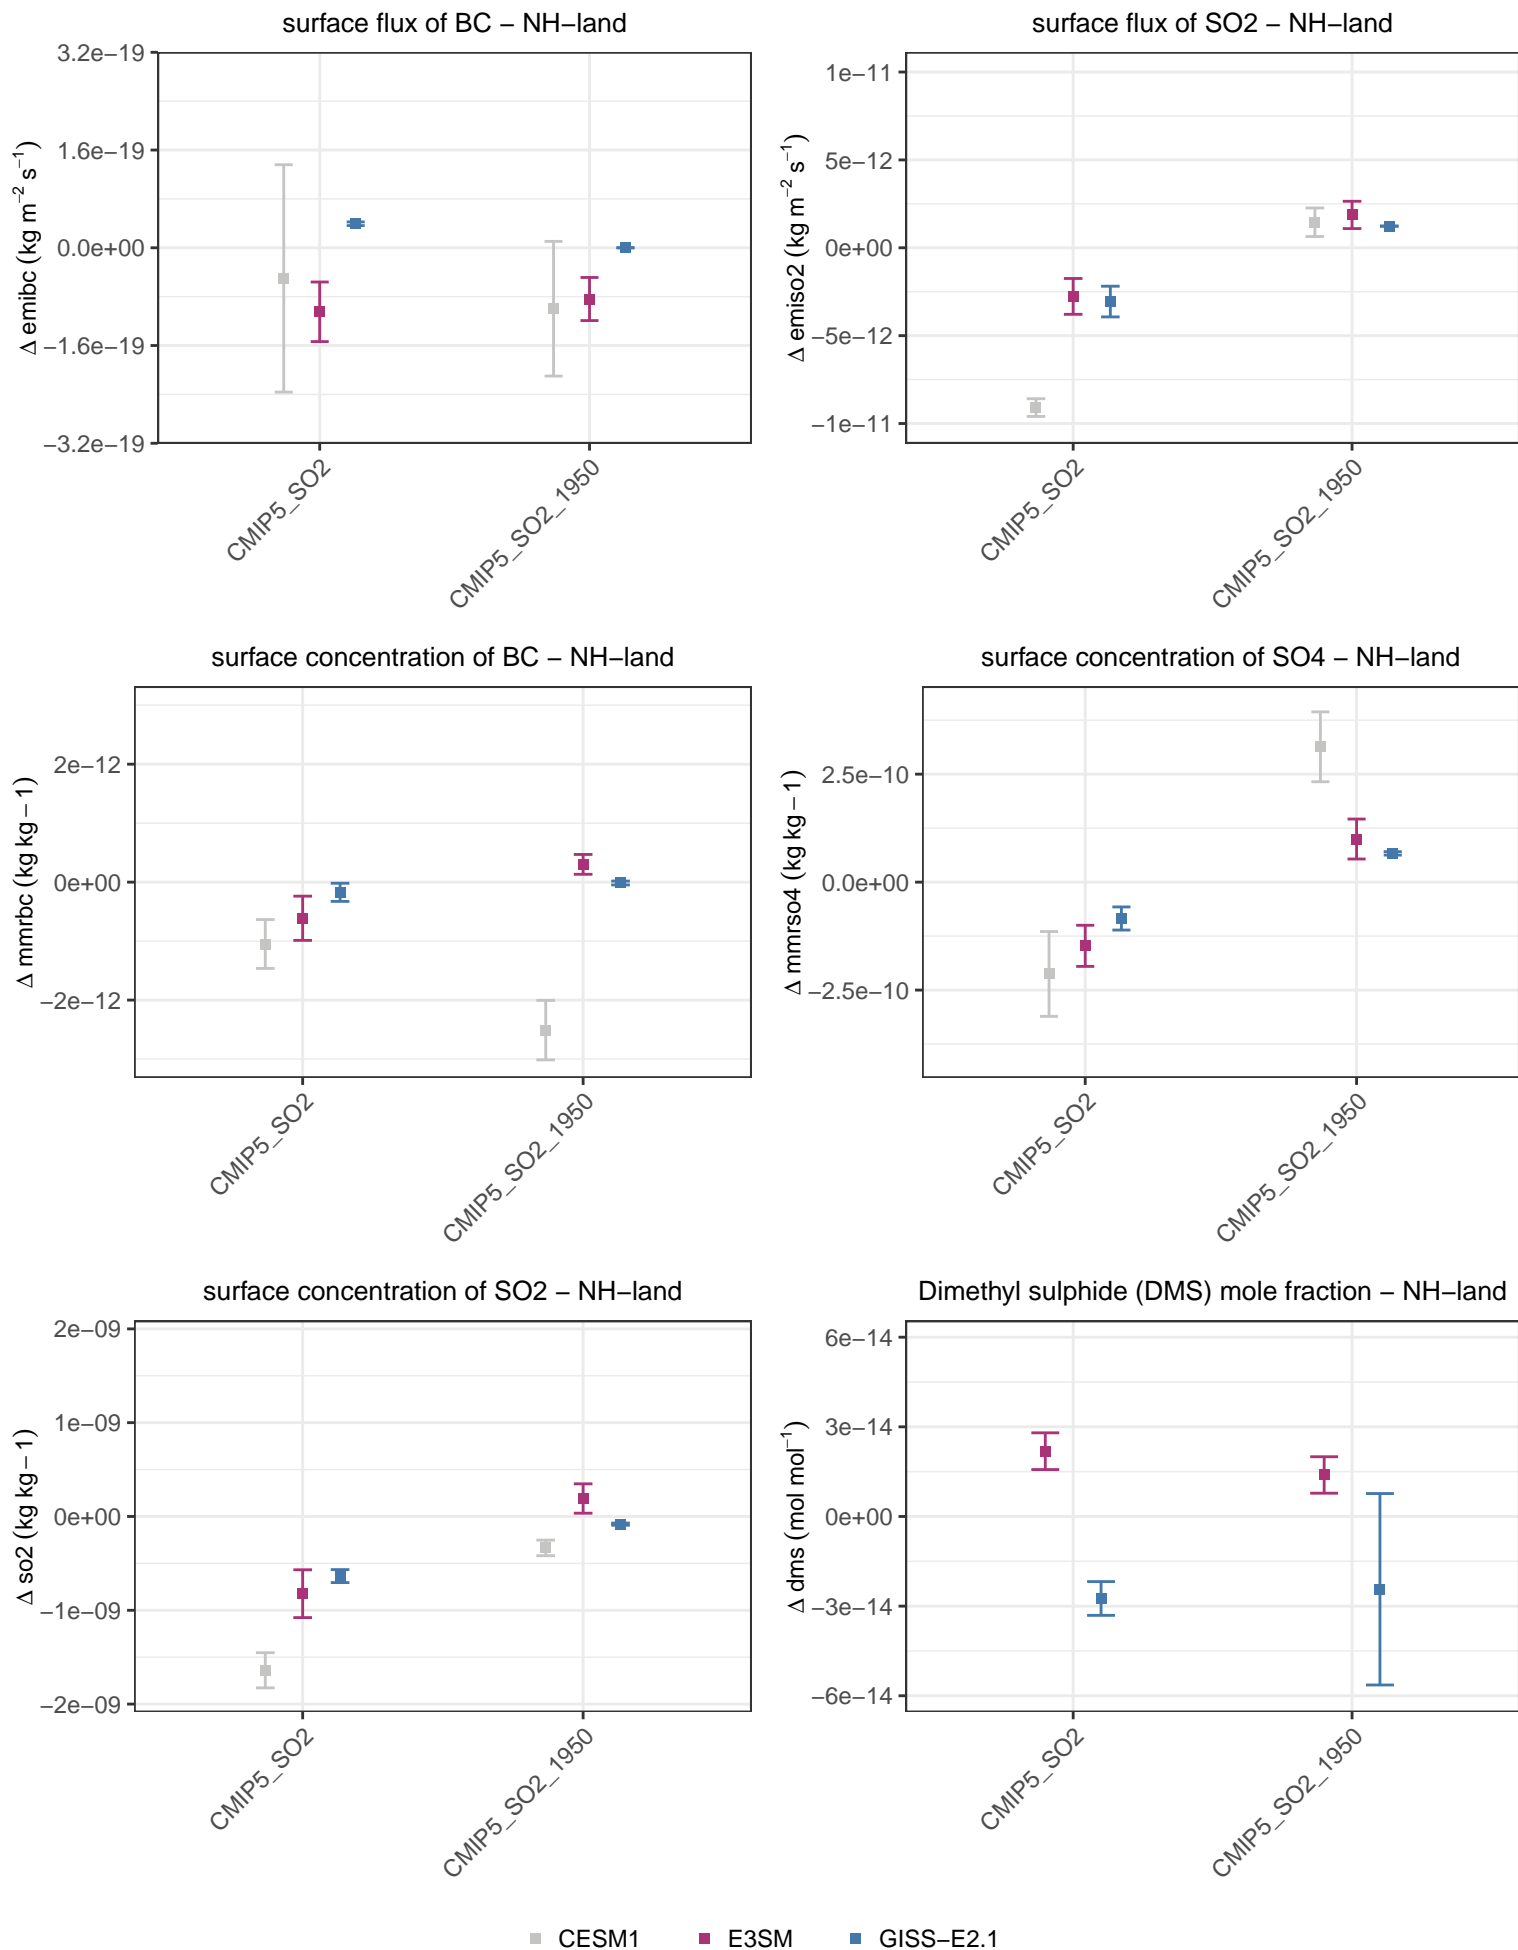 surface flux of BC − NH−land
3.2e−19
1.6e−19
0.0e+00
−1.6e−19
−3.2e−19
Δ emibc (kg m−2 s−1)
CMIP5_SO2
CMIP5_SO2_1950
surface flux of SO2 − NH−land
1e−11
5e−12
0e+00
−5e−12
−1e−11
Δ emiso2 (kg m−2 s−1)
CMIP5_SO2
CMIP5_SO2_1950
surface concentration of BC − NH−land
2e−12
0e+00
−2e−12
Δ mmrbc (kg kg − 1)
CMIP5_SO2
CMIP5_SO2_1950
surface concentration of SO4 − NH−land
2.5e−10
0.0e+00
−2.5e−10
Δ mmrso4 (kg kg − 1)
CMIP5_SO2
CMIP5_SO2_1950
surface concentration of SO2 − NH−land
2e−09
1e−09
0e+00
−1e−09
−2e−09
Δ so2 (kg kg − 1)
CMIP5_SO2
CMIP5_SO2_1950
Dimethyl sulphide (DMS) mole fraction − NH−land
6e−14
3e−14
0e+00
−3e−14
−6e−14
Δ dms (mol mol−1)
CMIP5_SO2
CMIP5_SO2_1950
CESM1 E3SM GISS−E2.1